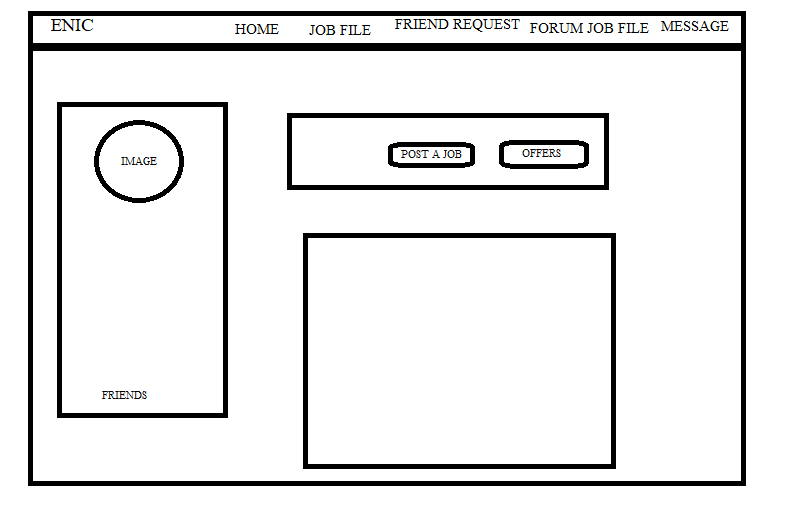 ENIC HOME JOB FILE FRIEND REQUEST FORUM JOB FILE MESSAGE
IMAGE
POST A JOB OFFERS
FRIENDS